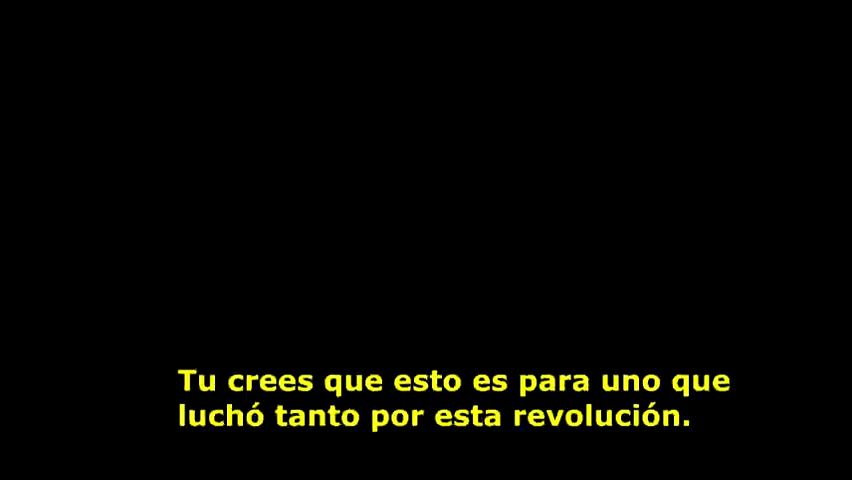 Tu crees que esto es para uno que
luchó tanto por esta revolución.